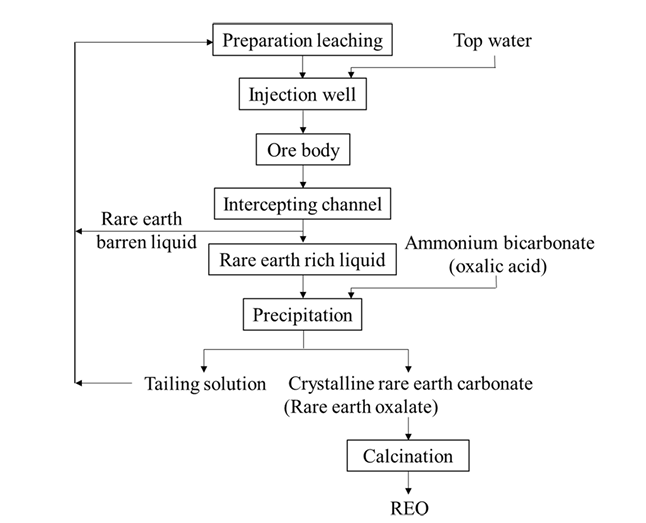 Preparation leaching
Top water
Injection well
Ore body
Intercepting channel
Rare earth
barren liquid
Rare earth rich liquid
Ammonium bicarbonate
(oxalic acid)
Precipitation
Tailing solution
Crystalline rare earth carbonate
(Rare earth oxalate)
Calcination
REO